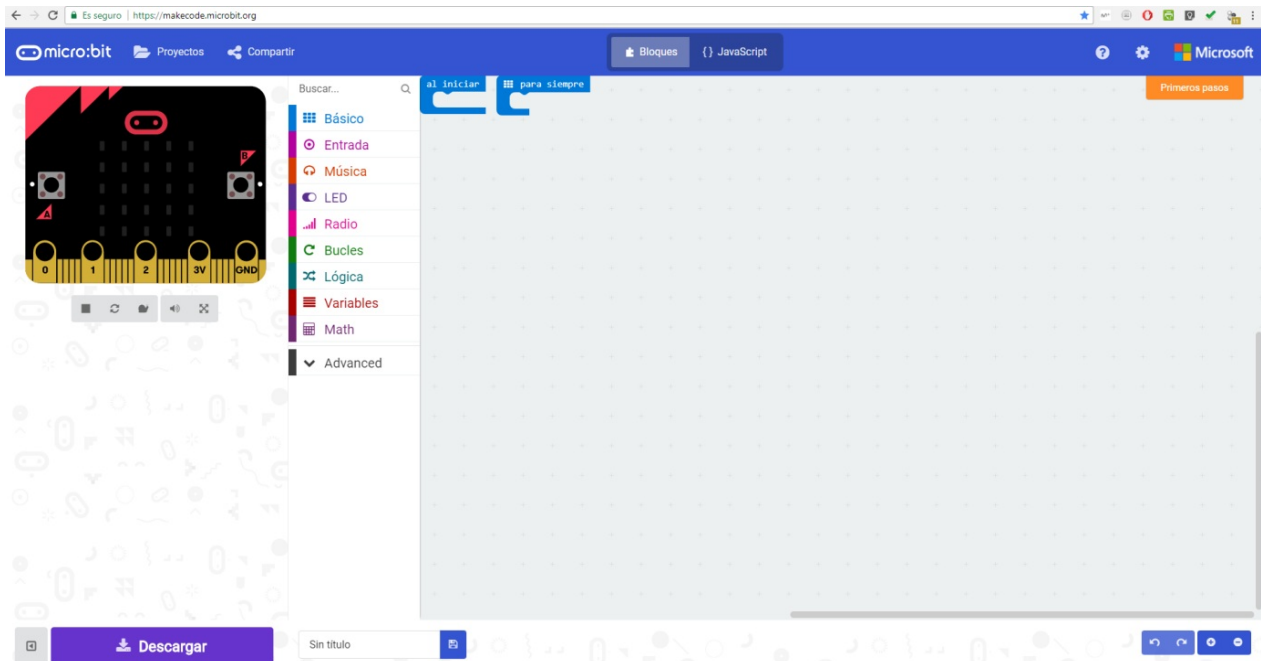 Es seguro | https://makecode.microbit.org
micro:bit Proyectos Compartir Bloques {} JavaScript Microsoft
Buscar... al iniciar para siempre Primeros pasos
Básico
Entrada
B
Música
LED
A
Radio
Bucles
0 1 2 3V GND
Lógica
Variables
Math
Advanced
Descargar Sin título